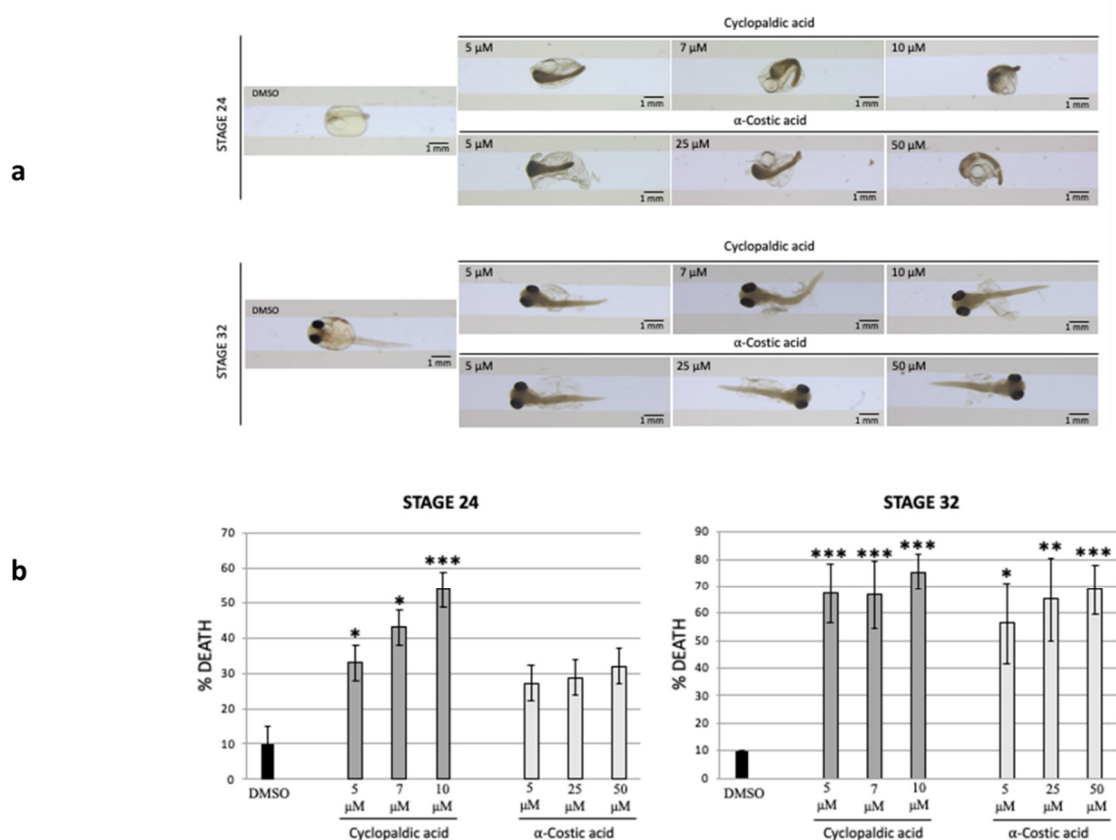 a
STAGE 24
DMSO
1 mm
Cyclopaldic acid
5 μM
1 mm
7 μM
1 mm
10 μM
1 mm
α-Costic acid
5 μM
1 mm
25 μM
1 mm
50 μM
1 mm
STAGE 32
DMSO
1 mm
Cyclopaldic acid
5 μM
1 mm
7 μM
1 mm
10 μM
1 mm
α-Costic acid
5 μM
1 mm
25 μM
1 mm
50 μM
1 mm
b
STAGE 24
% DEATH
70
60
50
40
30
20
10
0
* * ***
DMSO
5 7 10 5 25 50
μM μM μM μM μM μM
Cyclopaldic acid α-Costic acid
STAGE 32
% DEATH
90
80
70
60
50
40
30
20
10
0
*** *** *** * ** ***
DMSO
5 7 10 5 25 50
μM μM μM μM μM μM
Cyclopaldic acid α-Costic acid